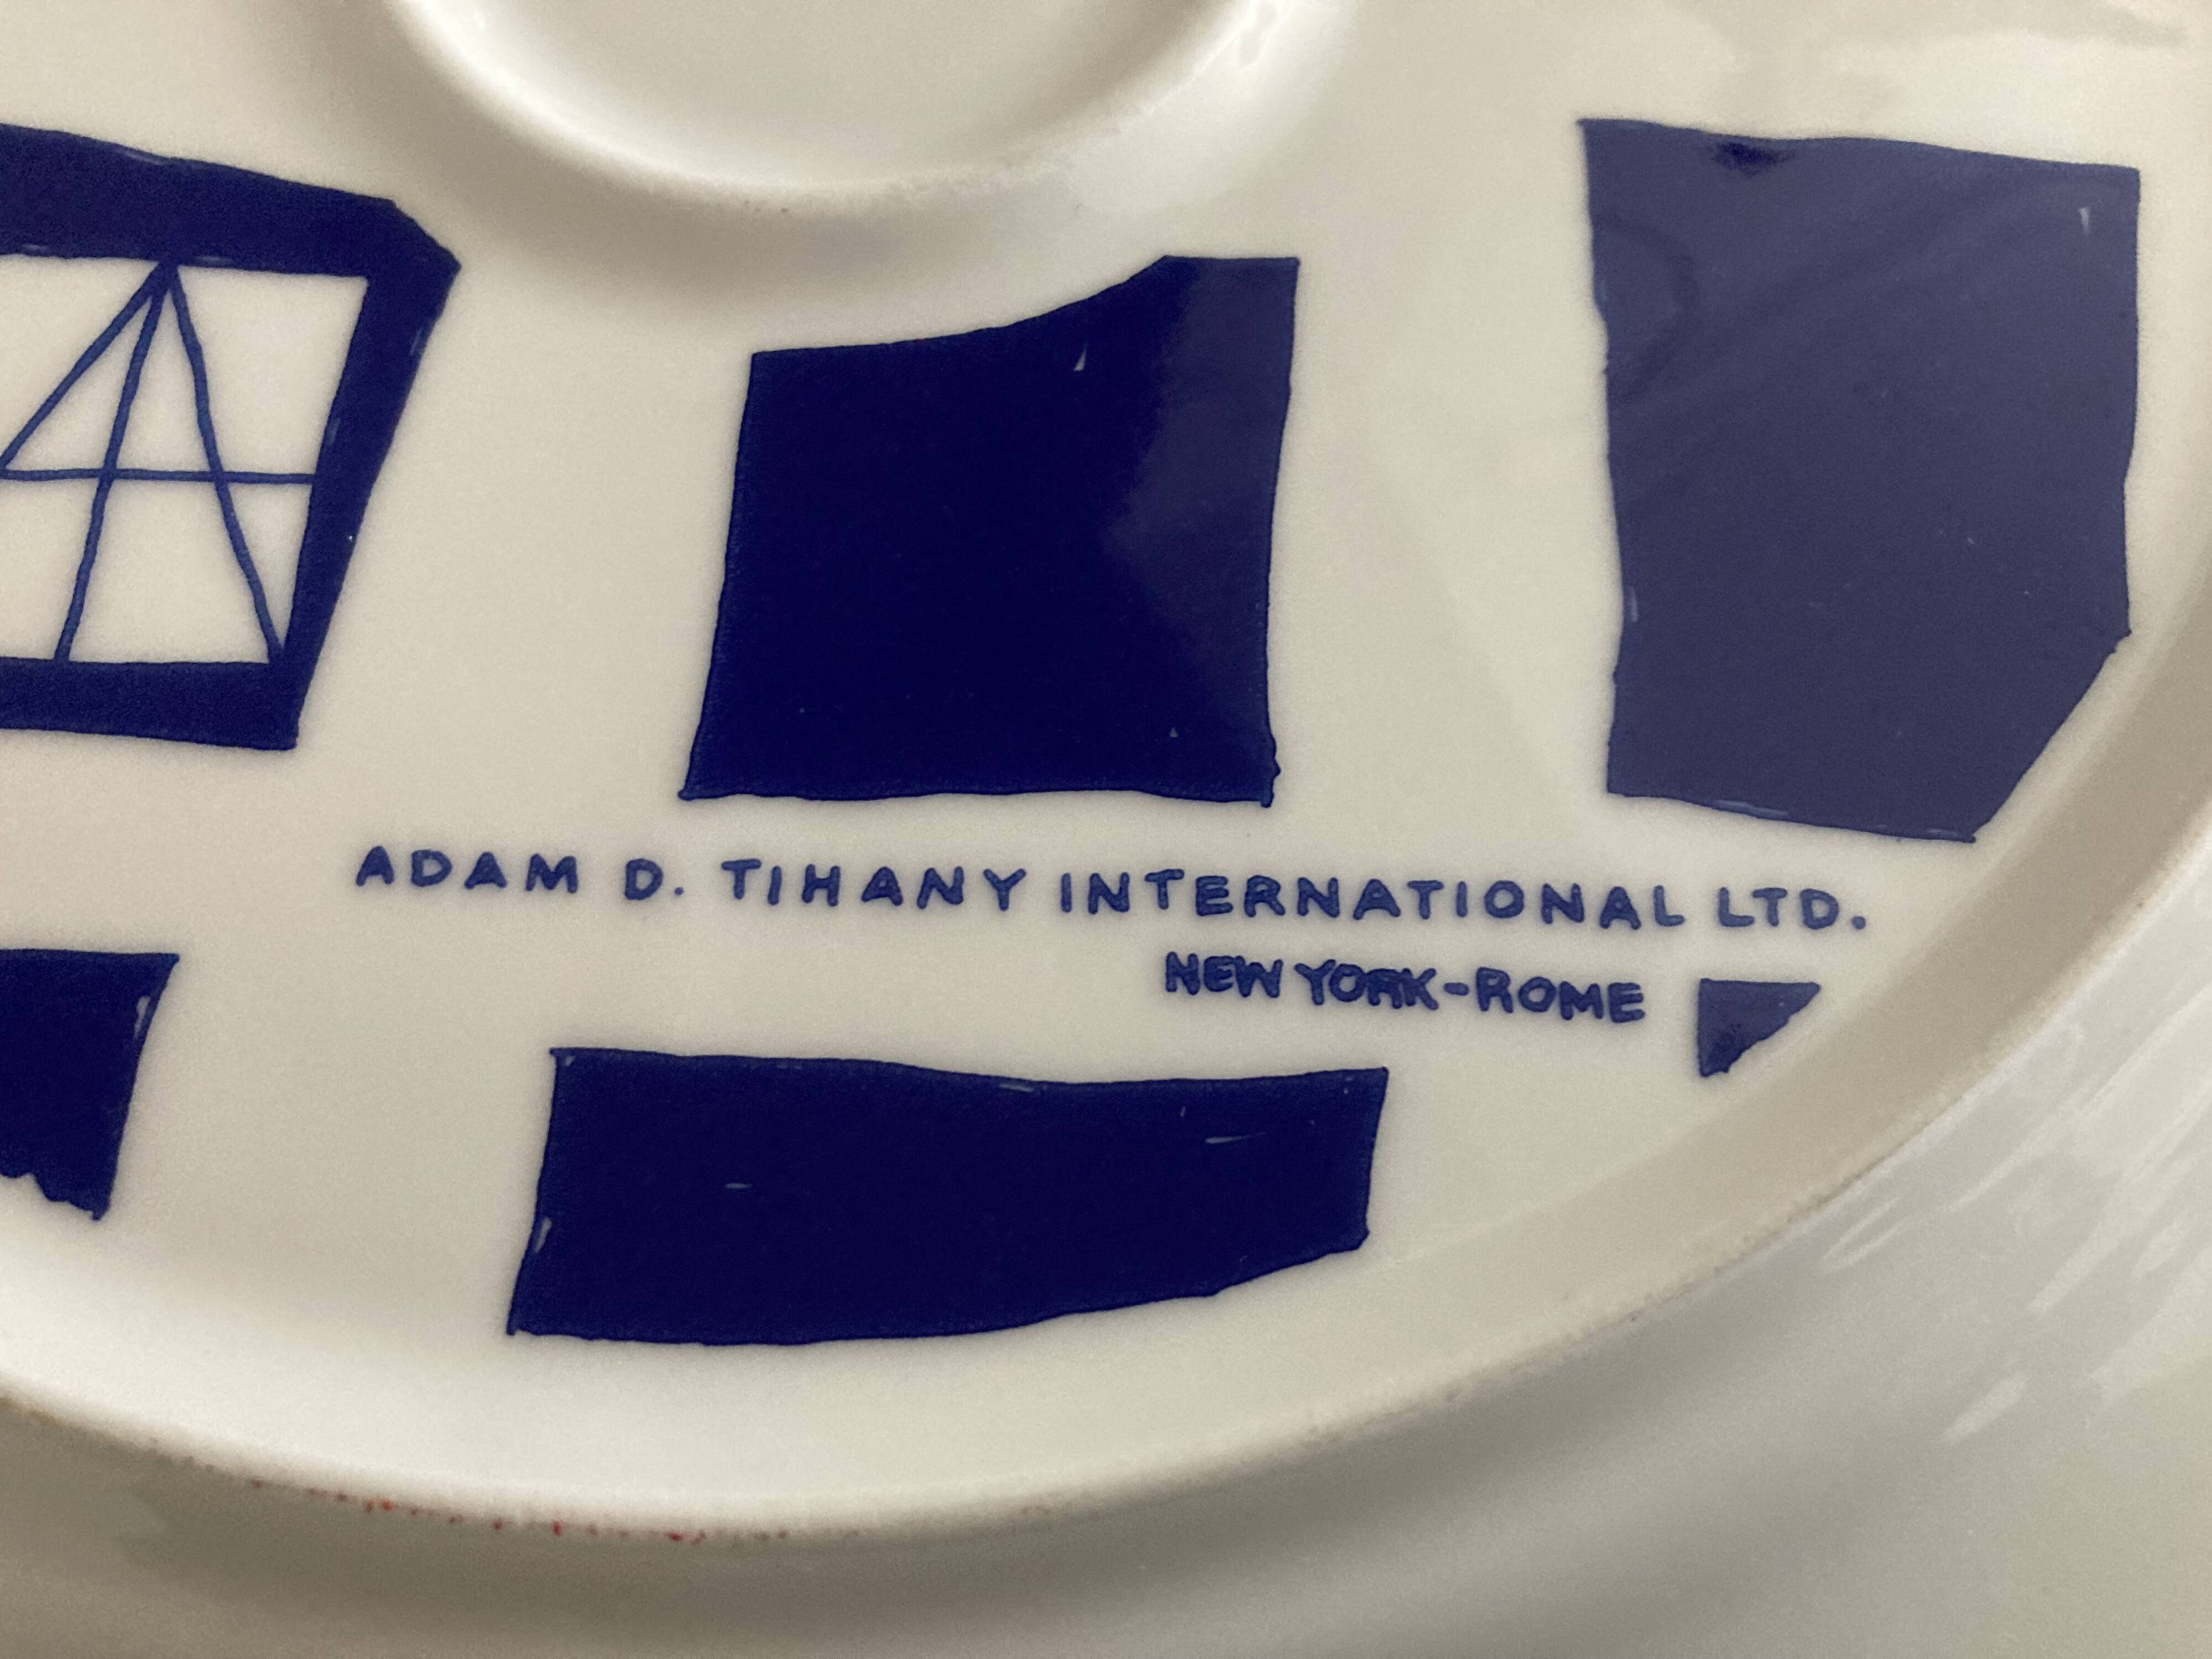 ADAM D. TIHANY INTERNATIONAL LTD.
NEW YORK-ROME